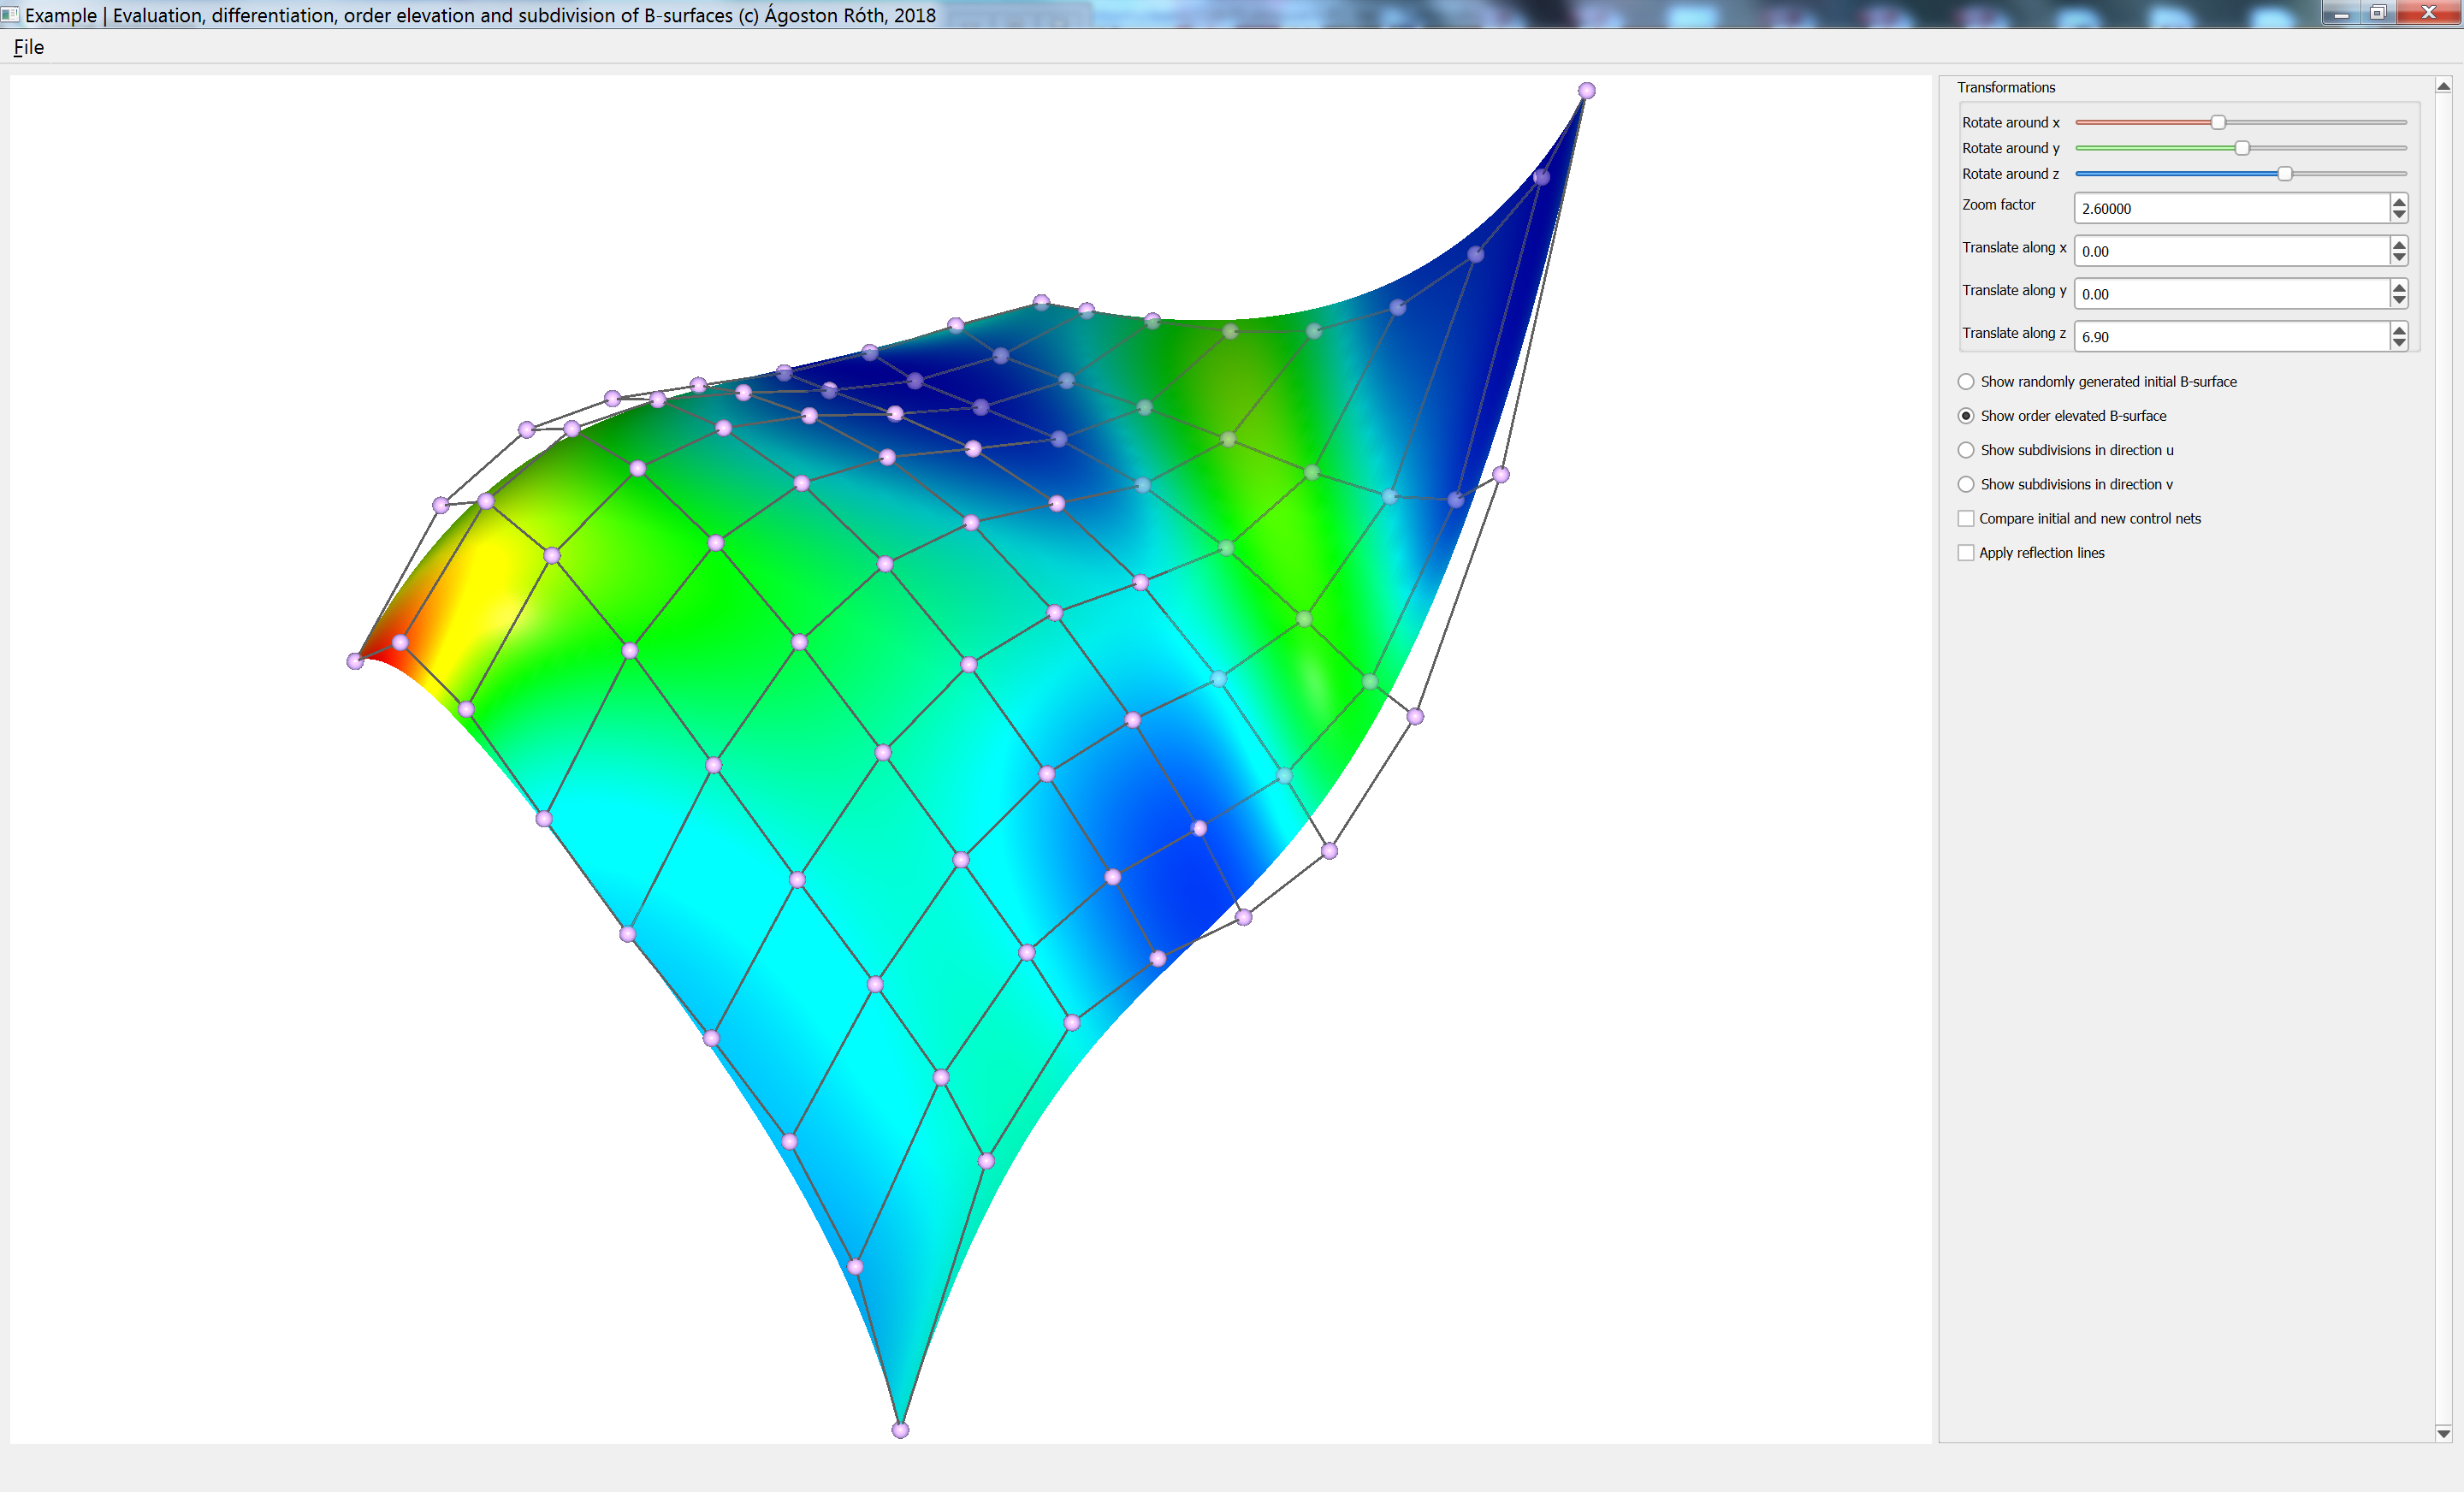 Example | Evaluation, differentiation, order elevation and subdivision of B-surfaces (c) Ágoston Róth, 2018
File
Transformations
Rotate around x
Rotate around y
Rotate around z
Zoom factor 2.60000
Translate along x 0.00
Translate along y 0.00
Translate along z 6.90
Show randomly generated initial B-surface
Show order elevated B-surface
Show subdivisions in direction u
Show subdivisions in direction v
Compare initial and new control nets
Apply reflection lines